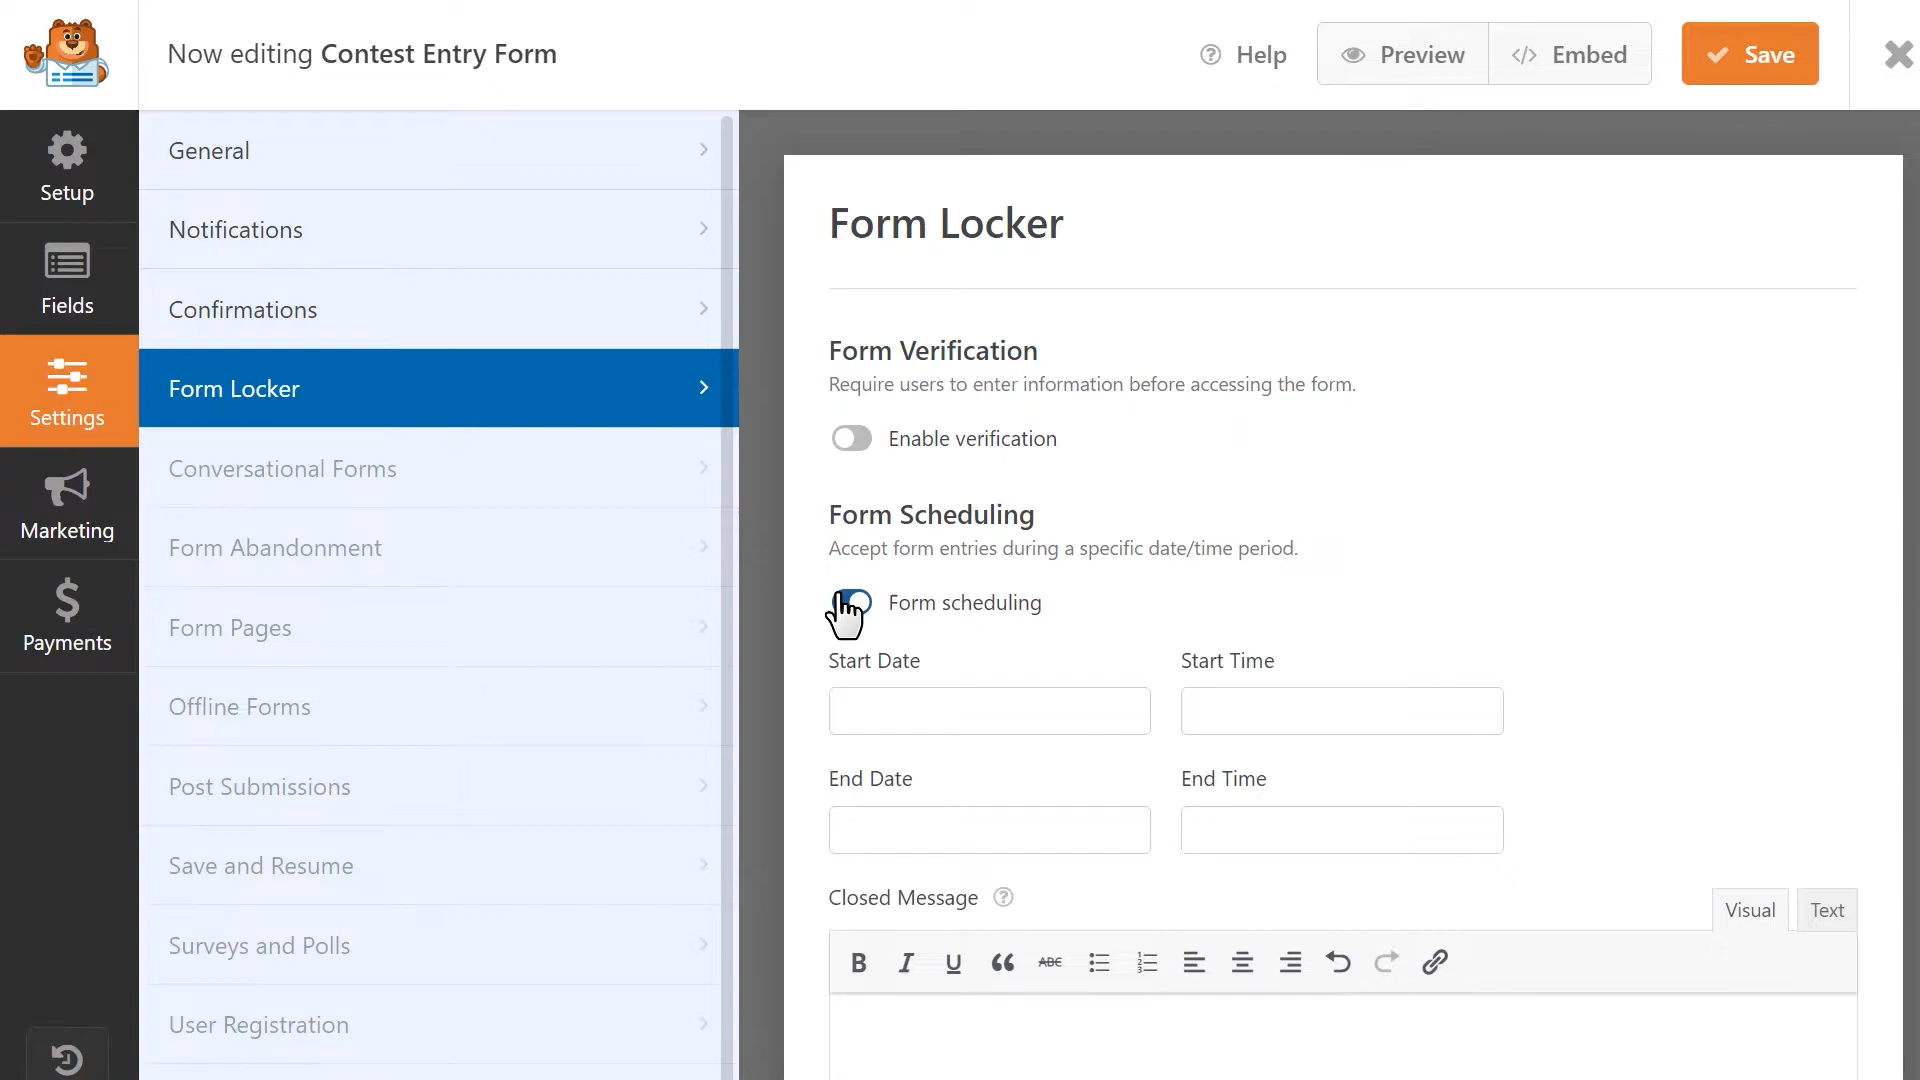 Now editing Contest Entry Form
Help
Preview
Embed
Save
Setup
Fields
Settings
Marketing
Payments
General
Notifications
Confirmations
Form Locker
Conversational Forms
Form Abandonment
Form Pages
Offline Forms
Post Submissions
Save and Resume
Surveys and Polls
User Registration
Form Locker
Form Verification
Require users to enter information before accessing the form.
Enable verification
Form Scheduling
Accept form entries during a specific date/time period.
Form scheduling
Start Date Start Time
End Date End Time
Closed Message
Visual Text
B I U ABC